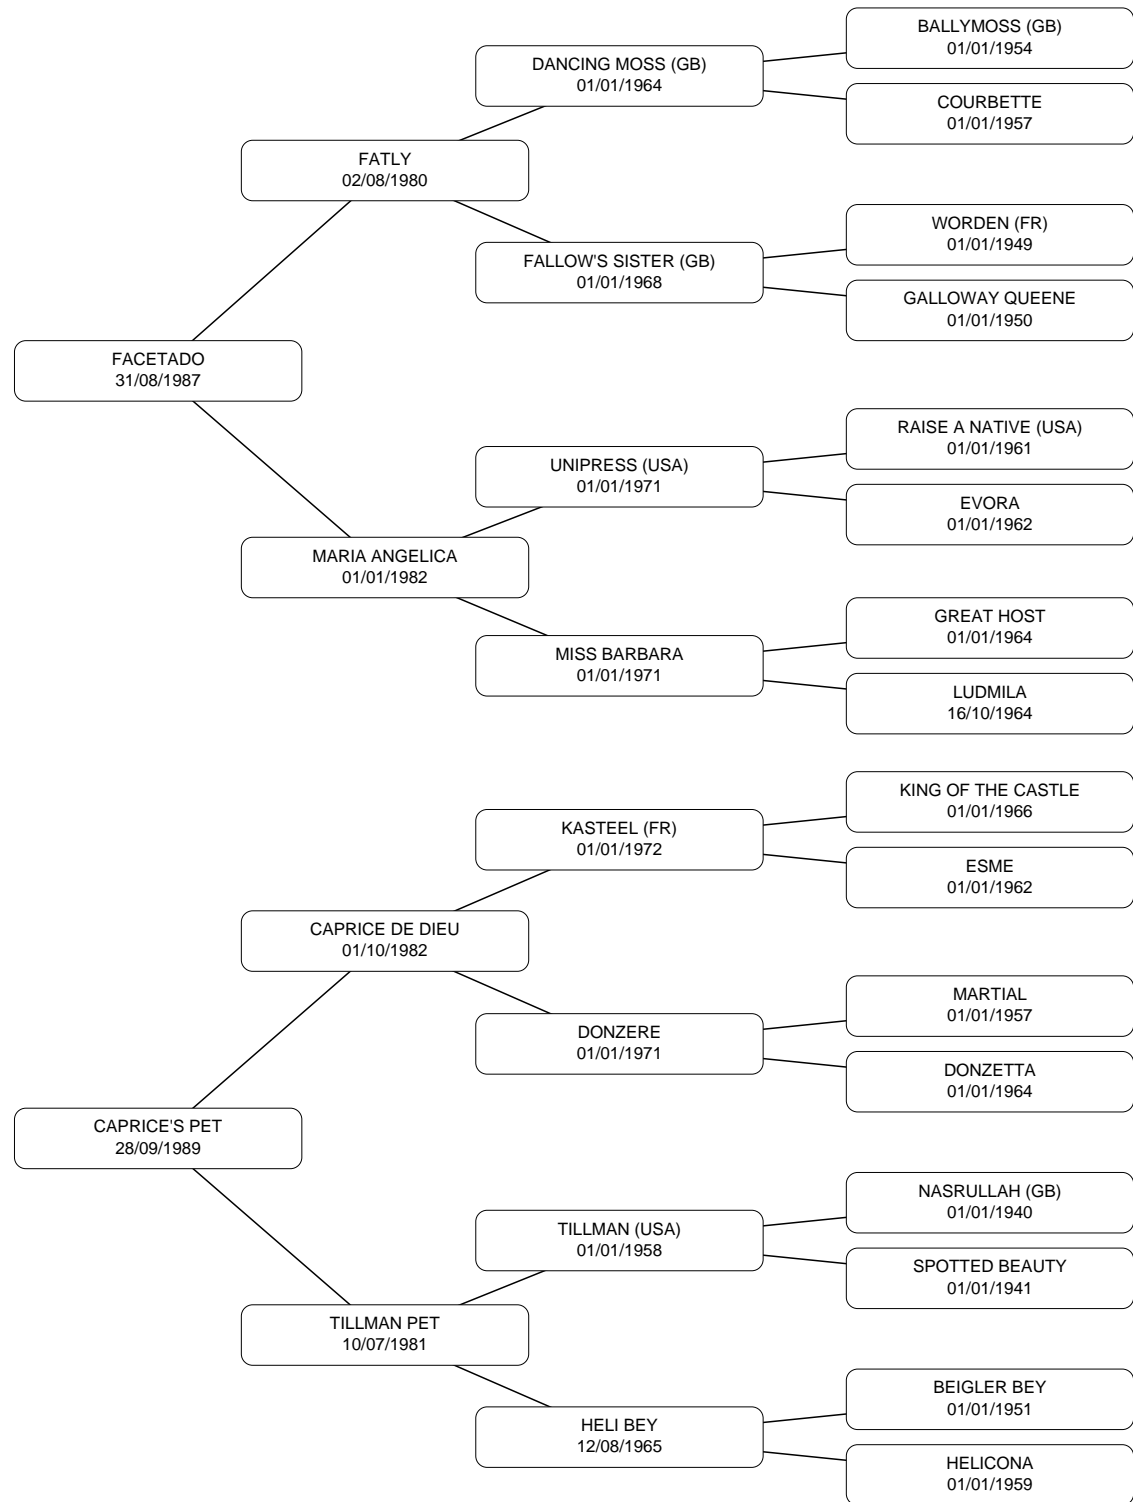 BALLYMOSS (GB)
01/01/1954
DANCING MOSS (GB)
01/01/1964
COURBETTE
01/01/1957
FATLY
02/08/1980
WORDEN (FR)
01/01/1949
FALLOW'S SISTER (GB)
01/01/1968
GALLOWAY QUEENE
01/01/1950
FACETADO
31/08/1987
RAISE A NATIVE (USA)
01/01/1961
UNIPRESS (USA)
01/01/1971
EVORA
01/01/1962
MARIA ANGELICA
01/01/1982
GREAT HOST
01/01/1964
MISS BARBARA
01/01/1971
LUDMILA
16/10/1964
KING OF THE CASTLE
01/01/1966
KASTEEL (FR)
01/01/1972
ESME
01/01/1962
CAPRICE DE DIEU
01/10/1982
MARTIAL
01/01/1957
DONZERE
01/01/1971
DONZETTA
01/01/1964
CAPRICE'S PET
28/09/1989
NASRULLAH (GB)
01/01/1940
TILLMAN (USA)
01/01/1958
SPOTTED BEAUTY
01/01/1941
TILLMAN PET
10/07/1981
BEIGLER BEY
01/01/1951
HELI BEY
12/08/1965
HELICONA
01/01/1959